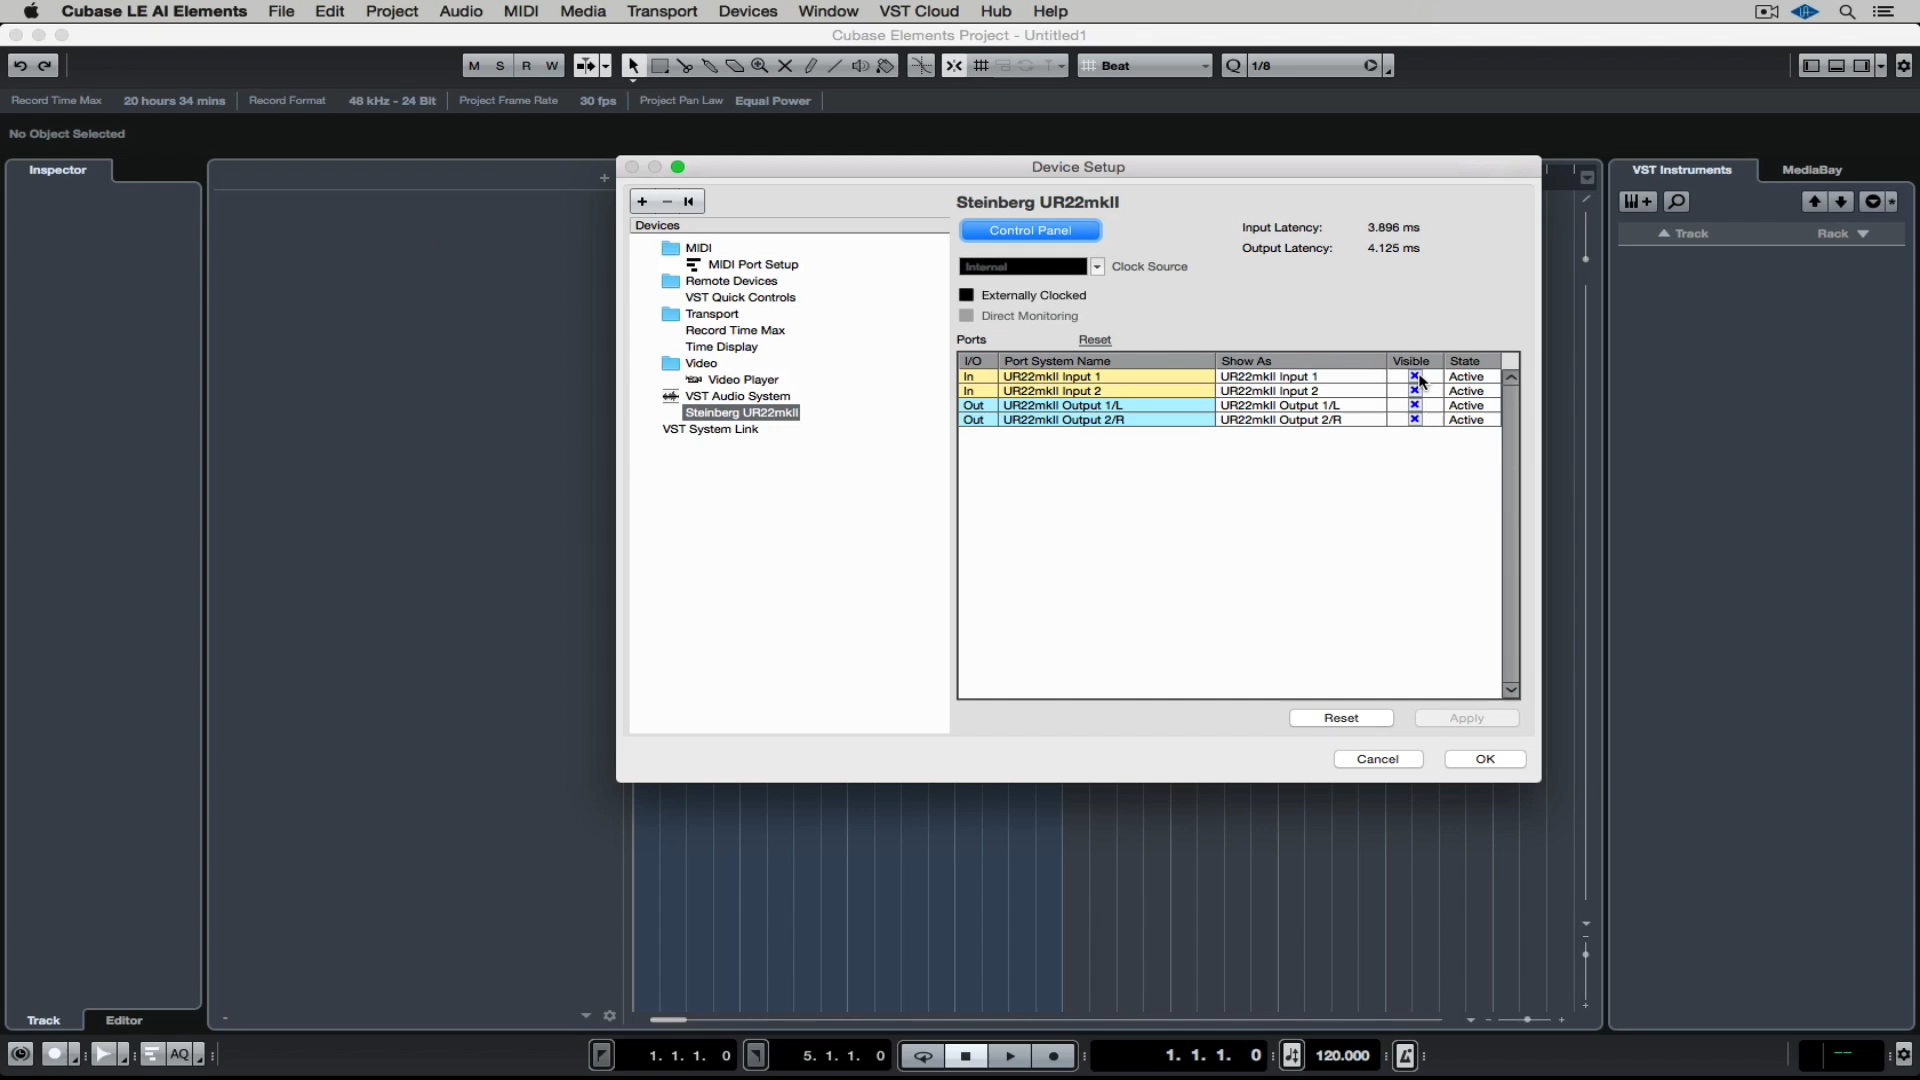 Cubase LE AI Elements File Edit Project Audio MIDI Media Transport Devices Window VST Cloud Hub Help
Cubase Elements Project - Untitled1
M S R W Beat Q 1/8
Record Time Max 20 hours 34 mins Record Format 48 kHz - 24 Bit Project Frame Rate 30 fps Project Pan Law Equal Power
No Object Selected
Inspector
Device Setup
VST Instruments MediaBay
Track Rack
Devices
MIDI
MIDI Port Setup
Remote Devices
VST Quick Controls
Transport
Record Time Max
Time Display
Video
Video Player
VST Audio System
Steinberg UR22mkII
VST System Link
Steinberg UR22mkII
Control Panel
Input Latency: 3.896 ms
Output Latency: 4.125 ms
Internal Clock Source
Externally Clocked
Direct Monitoring
Ports Reset
I/O Port System Name Show As Visible State
In UR22mkII Input 1 UR22mkII Input 1 Active
In UR22mkII Input 2 UR22mkII Input 2 Active
Out UR22mkII Output 1/L UR22mkII Output 1/L Active
Out UR22mkII Output 2/R UR22mkII Output 2/R Active
Reset Apply
Cancel OK
Track Editor
AQ 1. 1. 1. 0 5. 1. 1. 0 1. 1. 1. 0 120.000